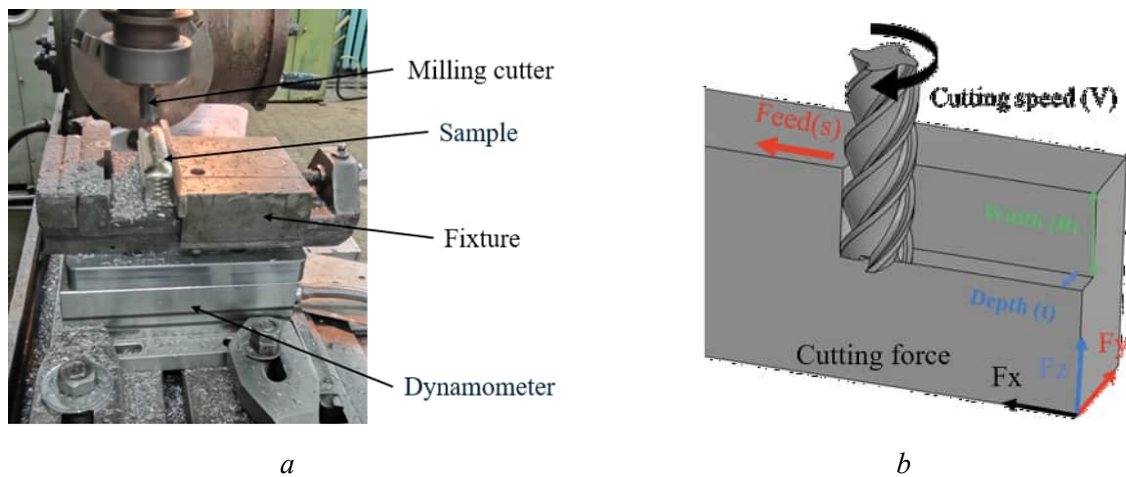 Milling cutter
Sample
Fixture
Dynamometer
a
Cutting speed (V)
Feed(s)
Width (B)
Depth (t)
Cutting force
Fx
Fz
Fy
b